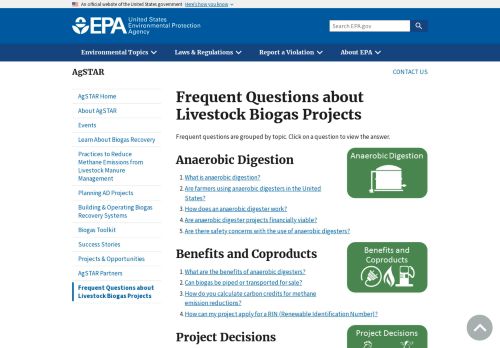 An official website of the United States government Here's how you know
EPA United States
Environmental Protection
Agency
Search EPA.gov
Environmental Topics Laws & Regulations Report a Violation About EPA
AgSTAR
CONTACT US
AgSTAR Home
About AgSTAR
Events
Learn About Biogas Recovery
Practices to Reduce
Methane Emissions from
Livestock Manure
Management
Planning AD Projects
Building & Operating Biogas
Recovery Systems
Biogas Toolkit
Success Stories
Projects & Opportunities
AgSTAR Partners
Frequent Questions about
Livestock Biogas Projects
Frequent Questions about
Livestock Biogas Projects
Frequent questions are grouped by topic. Click on a question to view the answer.
Anaerobic Digestion
1. What is anaerobic digestion?
2. Are farmers using anaerobic digesters in the United
States?
3. How does an anaerobic digester work?
4. Are anaerobic digester projects financially viable?
5. Are there safety concerns with the use of anaerobic digesters?
Anaerobic Digestion
Benefits and Coproducts
1. What are the benefits of anaerobic digesters?
2. Can biogas be piped or transported for sale?
3. How do you calculate carbon credits for methane
emission reductions?
4. How can my project apply for a RIN (Renewable Identification Number)?
Benefits and
Coproducts
Project Decisions
Project Decisions